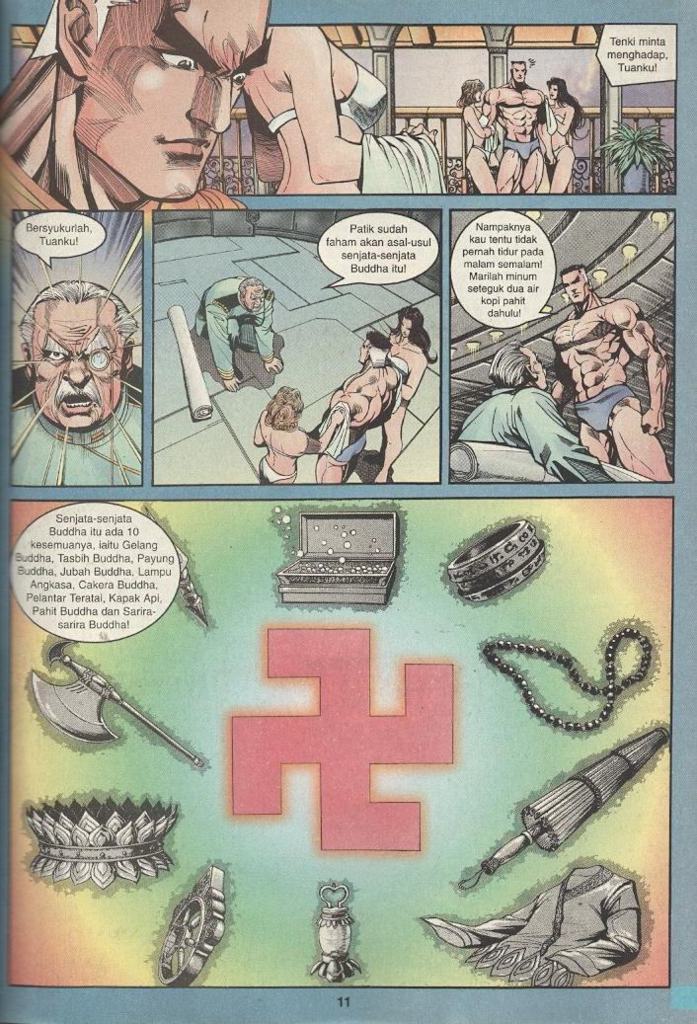 Tenki minta
menghadap,
Tuanku!
Bersyukurlah,
Tuanku!
Patik sudah
faham akan asal-usul
senjata-senjata
Buddha itu!
Nampaknya
kau tentu tidak
pernah tidur pada
malam semalam!
Marilah minum
seteguk dua air
kopi pahit
dahulu!
Senjata-senjata
Buddha itu ada 10
kesemuanya, iaitu Gelang
Buddha, Tasbih Buddha, Payung
Buddha, Jubah Buddha, Lampu
Angkasa, Cakera Buddha,
Pelantar Teratai, Kapak Api,
Pahit Buddha dan Sarira-
sarira Buddha!
11